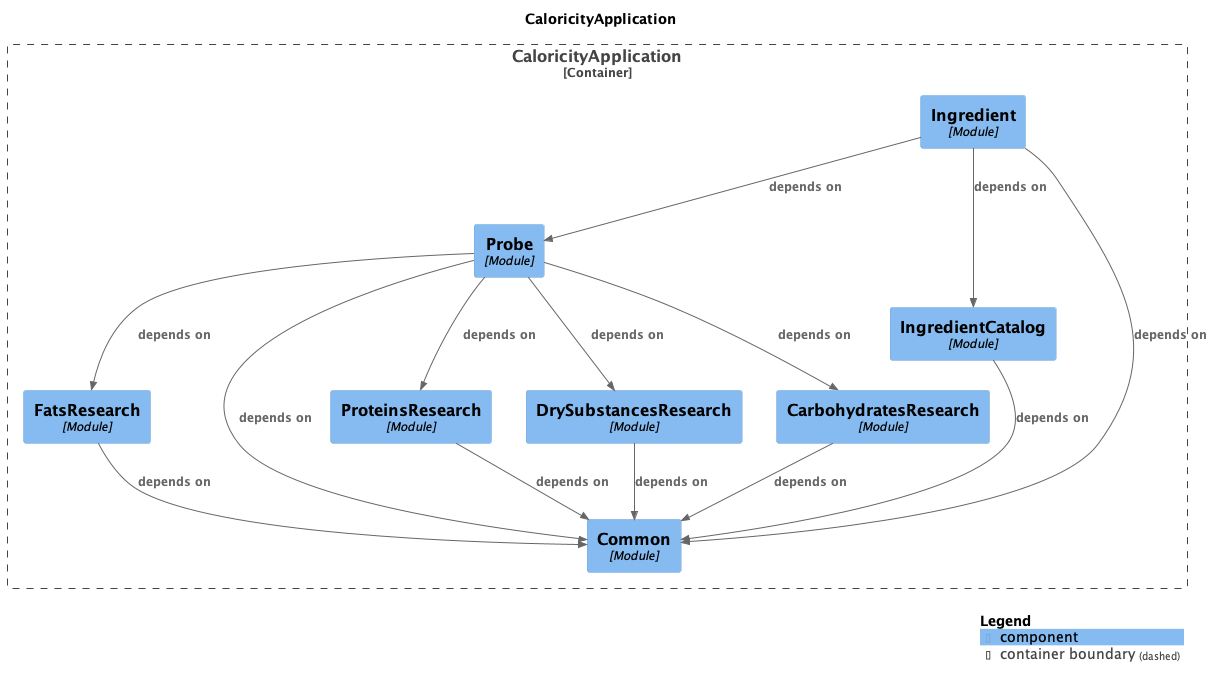 CaloricityApplication
CaloricityApplication
[Container]
Ingredient
[Module]
depends on
depends on
Probe
[Module]
IngredientCatalog
[Module]
depends on
depends on
depends on
depends on
depends on
FatsResearch
[Module]
depends on
ProteinsResearch
[Module]
DrySubstancesResearch
[Module]
CarbohydratesResearch
[Module]
depends on
depends on
depends on
depends on
depends on
Common
[Module]
Legend
component
container boundary (dashed)